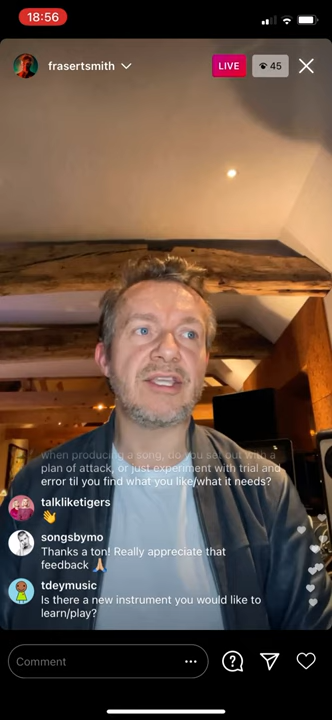 18:56
frasertsmith
LIVE
45
when producing a song, do you set out with a
plan of attack, or just experiment with trial and
error til you find what you like/what it needs?
talkliketigers
👋
songsbymo
Thanks a ton! Really appreciate that
feedback 🙏🏼
tdeymusic
Is there a new instrument you would like to
learn/play?
Comment